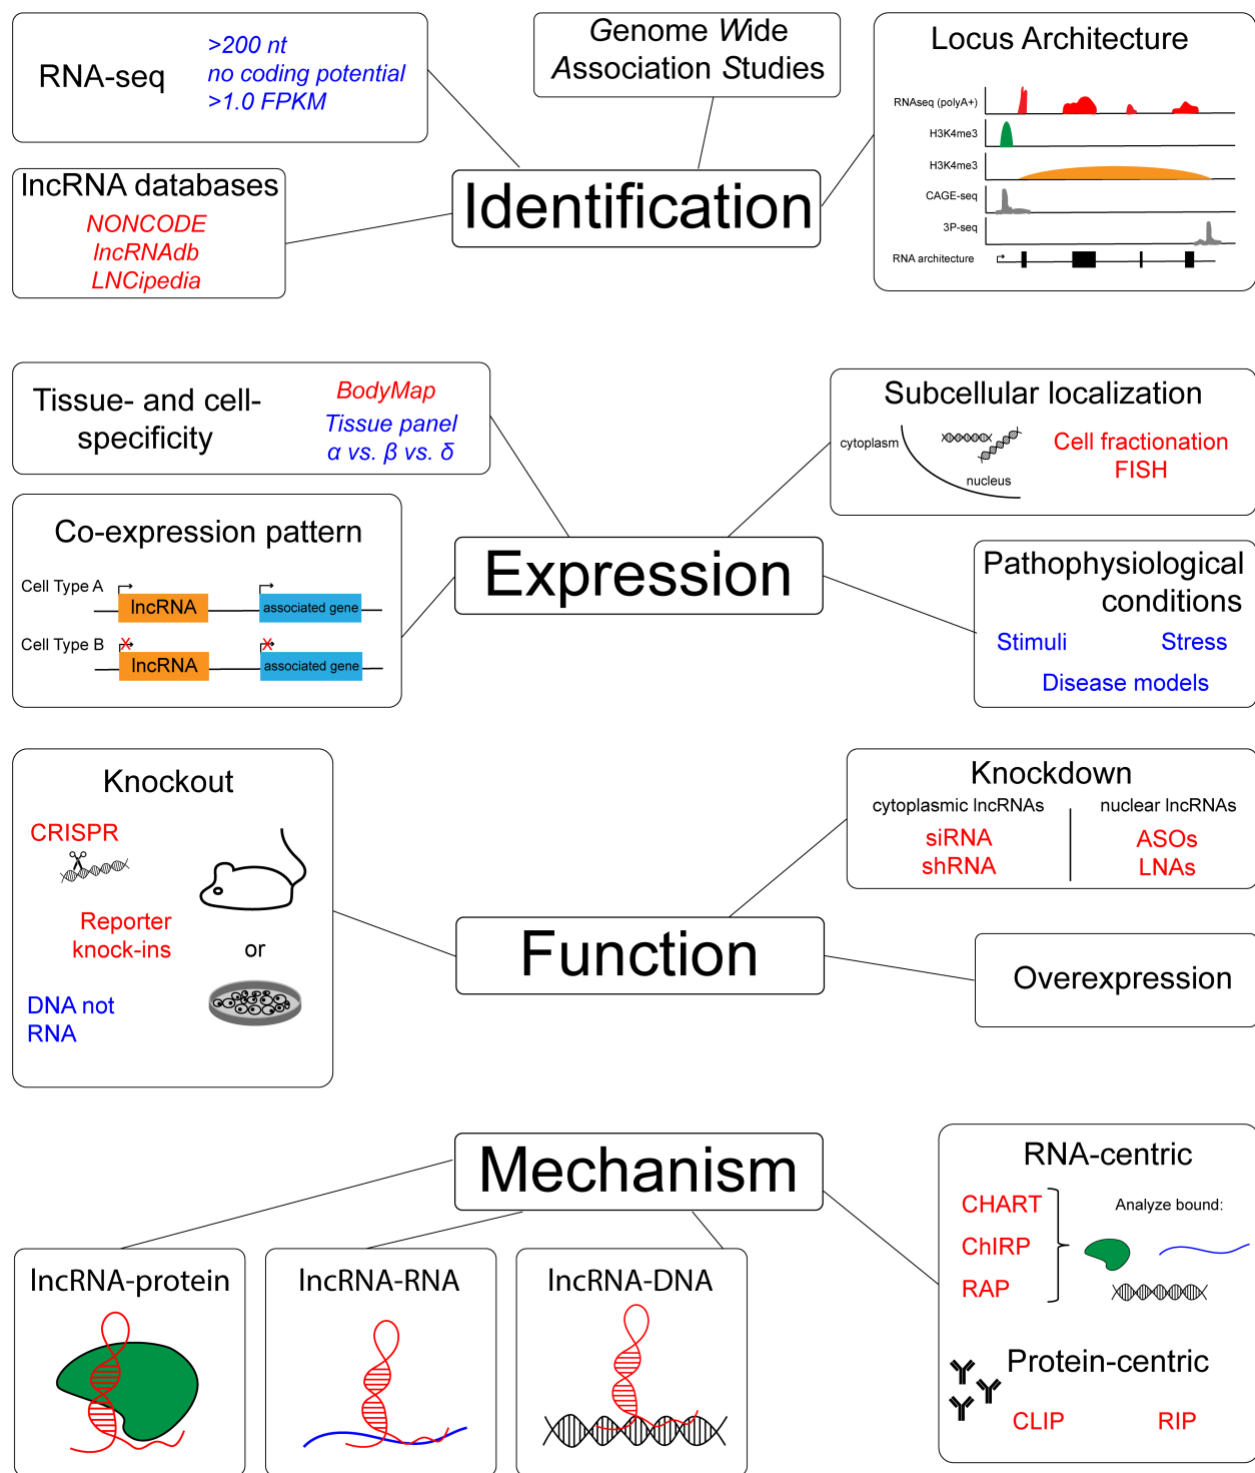 RNA-seq
>200 nt
no coding potential
>1.0 FPKM
Genome Wide
Association Studies
Locus Architecture
RNAseq (polyA+)
H3K4me3
H3K4me3
CAGE-seq
3P-seq
RNA architecture
lncRNA databases
NONCODE
lncRNAdb
LNCipedia
Identification
Tissue- and cell-
specificity
BodyMap
Tissue panel
α vs. β vs. δ
Subcellular localization
cytoplasm
nucleus
Cell fractionation
FISH
Co-expression pattern
Cell Type A
lncRNA
associated gene
Cell Type B
lncRNA
associated gene
Expression
Pathophysiological
conditions
Stimuli
Stress
Disease models
Knockout
CRISPR
Reporter
knock-ins
or
DNA not
RNA
Knockdown
cytoplasmic lncRNAs
siRNA
shRNA
nuclear lncRNAs
ASOs
LNAs
Function
Overexpression
Mechanism
lncRNA-protein
lncRNA-RNA
lncRNA-DNA
RNA-centric
CHART
ChIRP
RAP
Analyze bound:
Protein-centric
CLIP
RIP